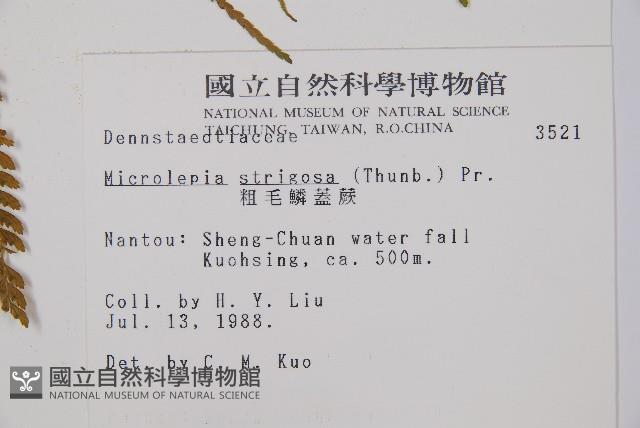 國立自然科學博物館
NATIONAL MUSEUM OF NATURAL SCIENCE
TAICHUNG, TAIWAN, R.O.CHINA
Dennstaedtiaceae 3521
Microlepia strigosa (Thunb.) Pr.
粗毛鱗蓋蕨
Nantou: Sheng-Chuan water fall
Kuohsing, ca. 500m.
Coll. by H. Y. Liu
Jul. 13, 1988.
Det. by C. M. Kuo
國立自然科學博物館
NATIONAL MUSEUM OF NATURAL SCIENCE